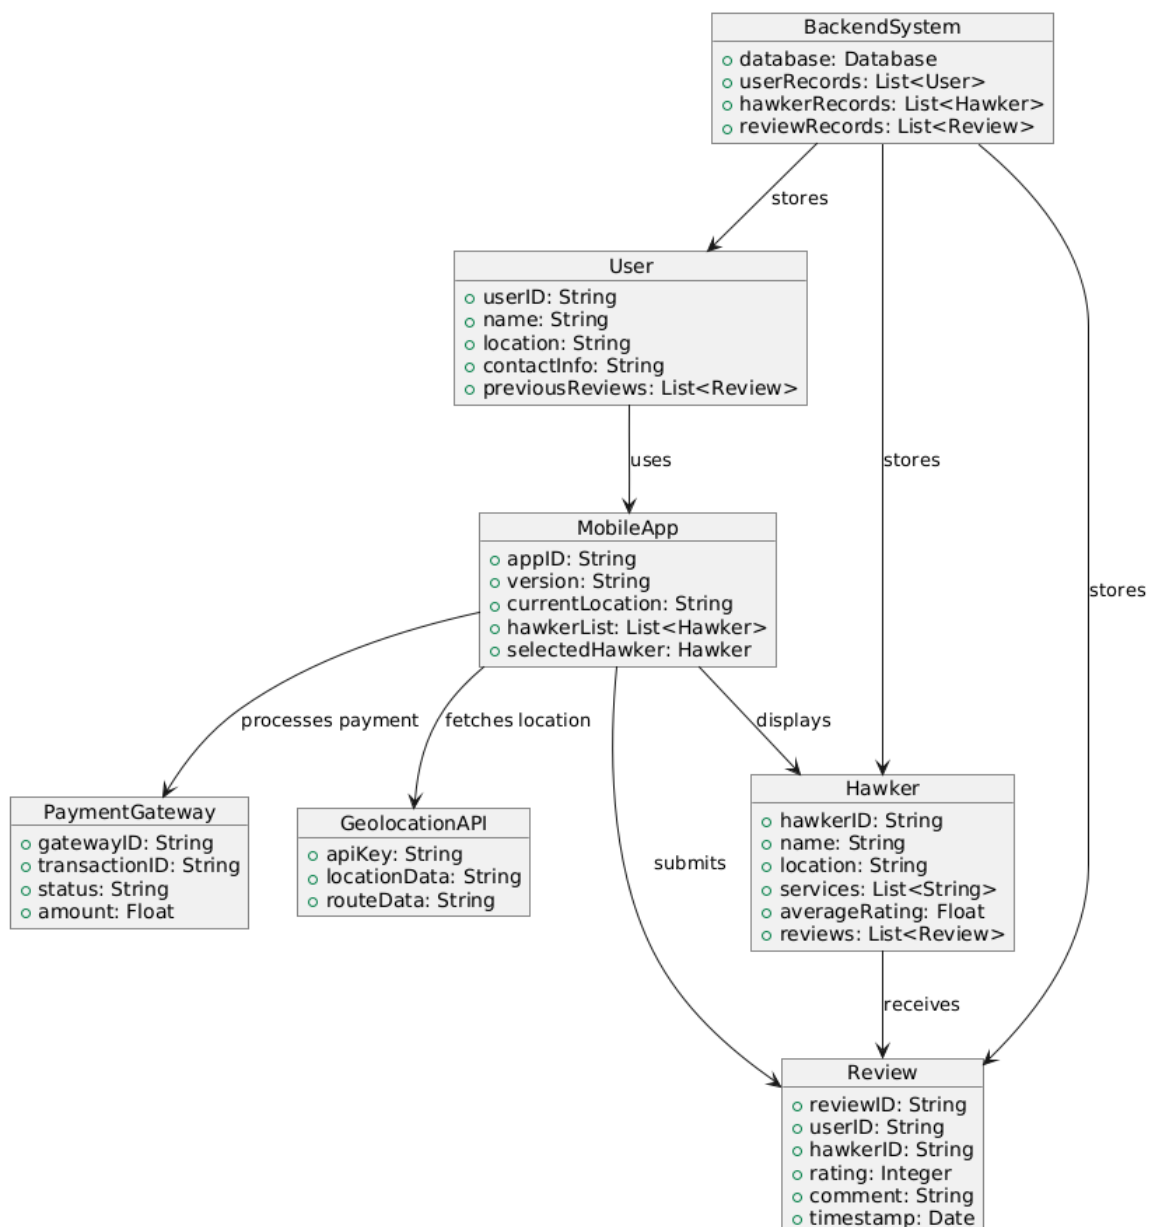 BackendSystem
database: Database
userRecords: List<User>
hawkerRecords: List<Hawker>
reviewRecords: List<Review>
stores
User
userID: String
name: String
location: String
contactInfo: String
previousReviews: List<Review>
uses
stores
MobileApp
appID: String
version: String
currentLocation: String
hawkerList: List<Hawker>
selectedHawker: Hawker
stores
processes payment
fetches location
displays
PaymentGateway
gatewayID: String
transactionID: String
status: String
amount: Float
GeolocationAPI
apiKey: String
locationData: String
routeData: String
submits
Hawker
hawkerID: String
name: String
location: String
services: List<String>
averageRating: Float
reviews: List<Review>
receives
Review
reviewID: String
userID: String
hawkerID: String
rating: Integer
comment: String
timestamp: Date